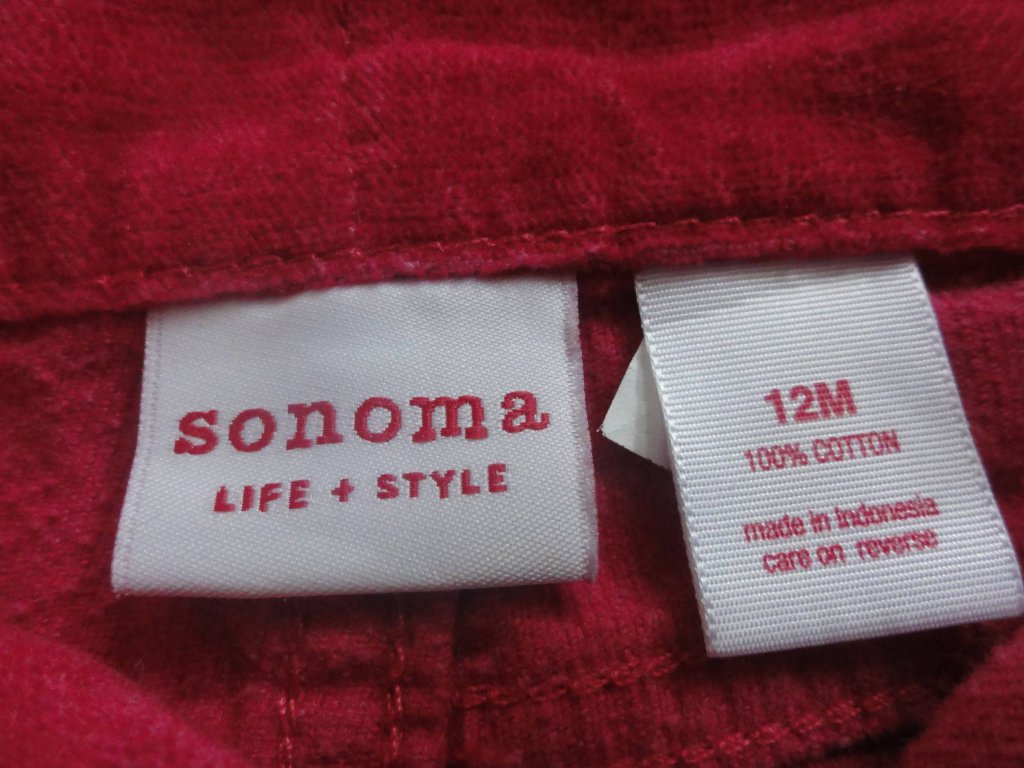 sonoma
LIFE + STYLE
12M
100% COTTON
made in Indonesia
care on reverse